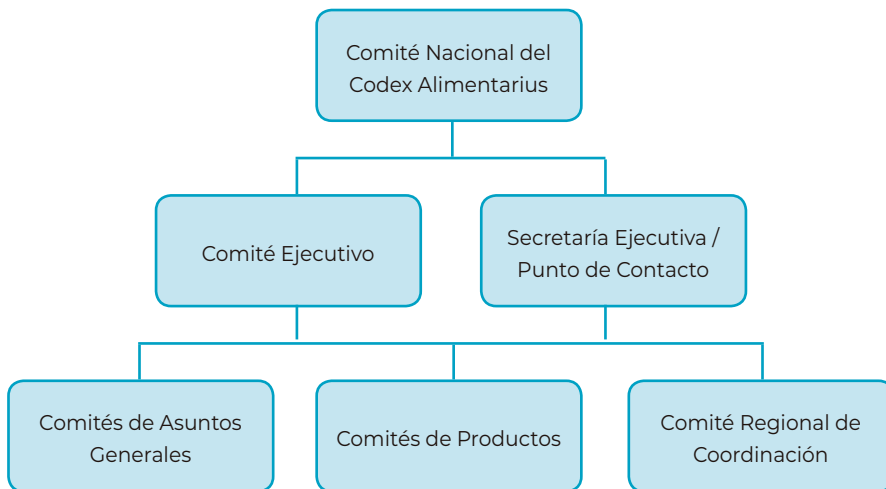 Comité Nacional del
Codex Alimentarius
Comité Ejecutivo
Secretaría Ejecutiva /
Punto de Contacto
Comités de Asuntos
Generales
Comités de Productos
Comité Regional de
Coordinación